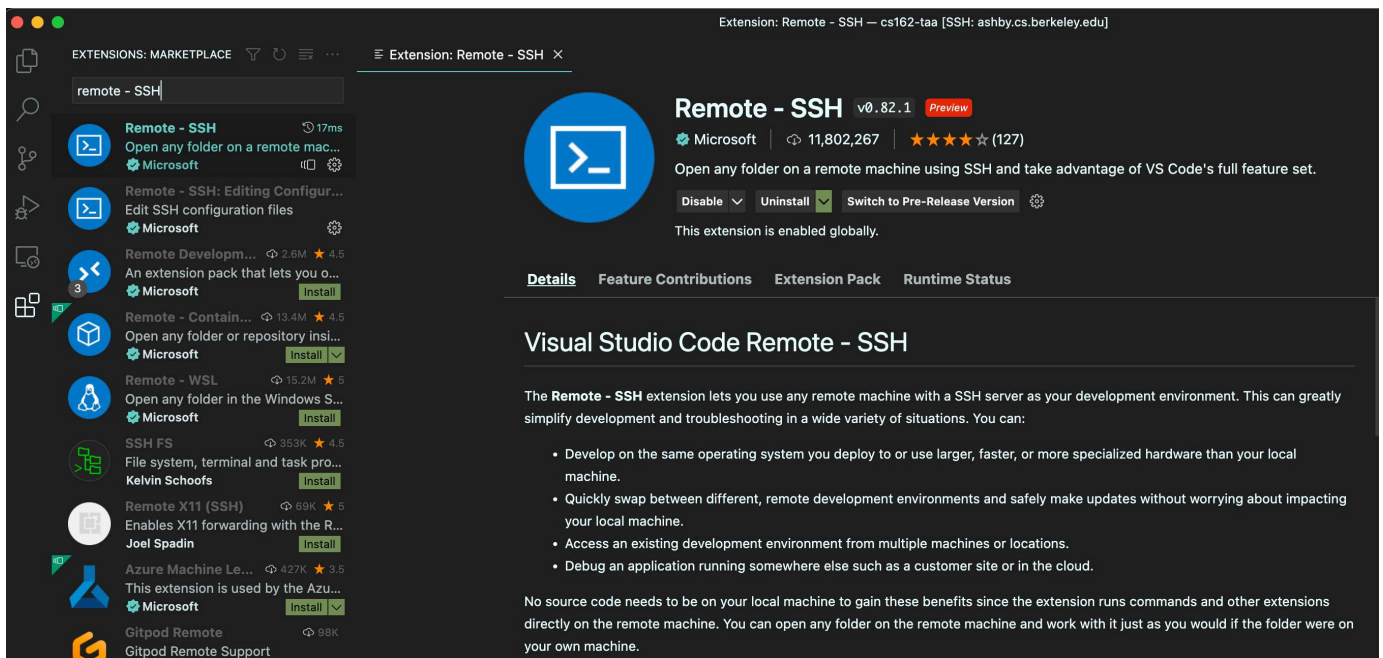 Extension: Remote - SSH — cs162-taa [SSH: ashby.cs.berkeley.edu]
EXTENSIONS: MARKETPLACE
remote - SSH
Remote - SSH 17ms
Open any folder on a remote mac...
Microsoft
Remote - SSH: Editing Configur...
Edit SSH configuration files
Microsoft
Remote Developm... 2.6M ★ 4.5
An extension pack that lets you o...
3
Microsoft Install
Remote - Contain... 13.4M ★ 4.5
Open any folder or repository insi...
Microsoft Install
Remote - WSL 15.2M ★ 5
Open any folder in the Windows S...
Microsoft Install
SSH FS 353K ★ 4.5
File system, terminal and task pro...
Kelvin Schoofs Install
Remote X11 (SSH) 69K ★ 5
Enables X11 forwarding with the R...
Joel Spadin Install
Azure Machine Le... 427K ★ 3.5
This extension is used by the Azu...
Microsoft Install
Gitpod Remote 98K
Gitpod Remote Support
Extension: Remote - SSH ×
Remote - SSH v0.82.1 Preview
Microsoft 11,802,267 ★★★★☆ (127)
Open any folder on a remote machine using SSH and take advantage of VS Code's full feature set.
Disable Uninstall Switch to Pre-Release Version
This extension is enabled globally.
Details Feature Contributions Extension Pack Runtime Status
Visual Studio Code Remote - SSH
The Remote - SSH extension lets you use any remote machine with a SSH server as your development environment. This can greatly
simplify development and troubleshooting in a wide variety of situations. You can:
• Develop on the same operating system you deploy to or use larger, faster, or more specialized hardware than your local
machine.
• Quickly swap between different, remote development environments and safely make updates without worrying about impacting
your local machine.
• Access an existing development environment from multiple machines or locations.
• Debug an application running somewhere else such as a customer site or in the cloud.
No source code needs to be on your local machine to gain these benefits since the extension runs commands and other extensions
directly on the remote machine. You can open any folder on the remote machine and work with it just as you would if the folder were on
your own machine.